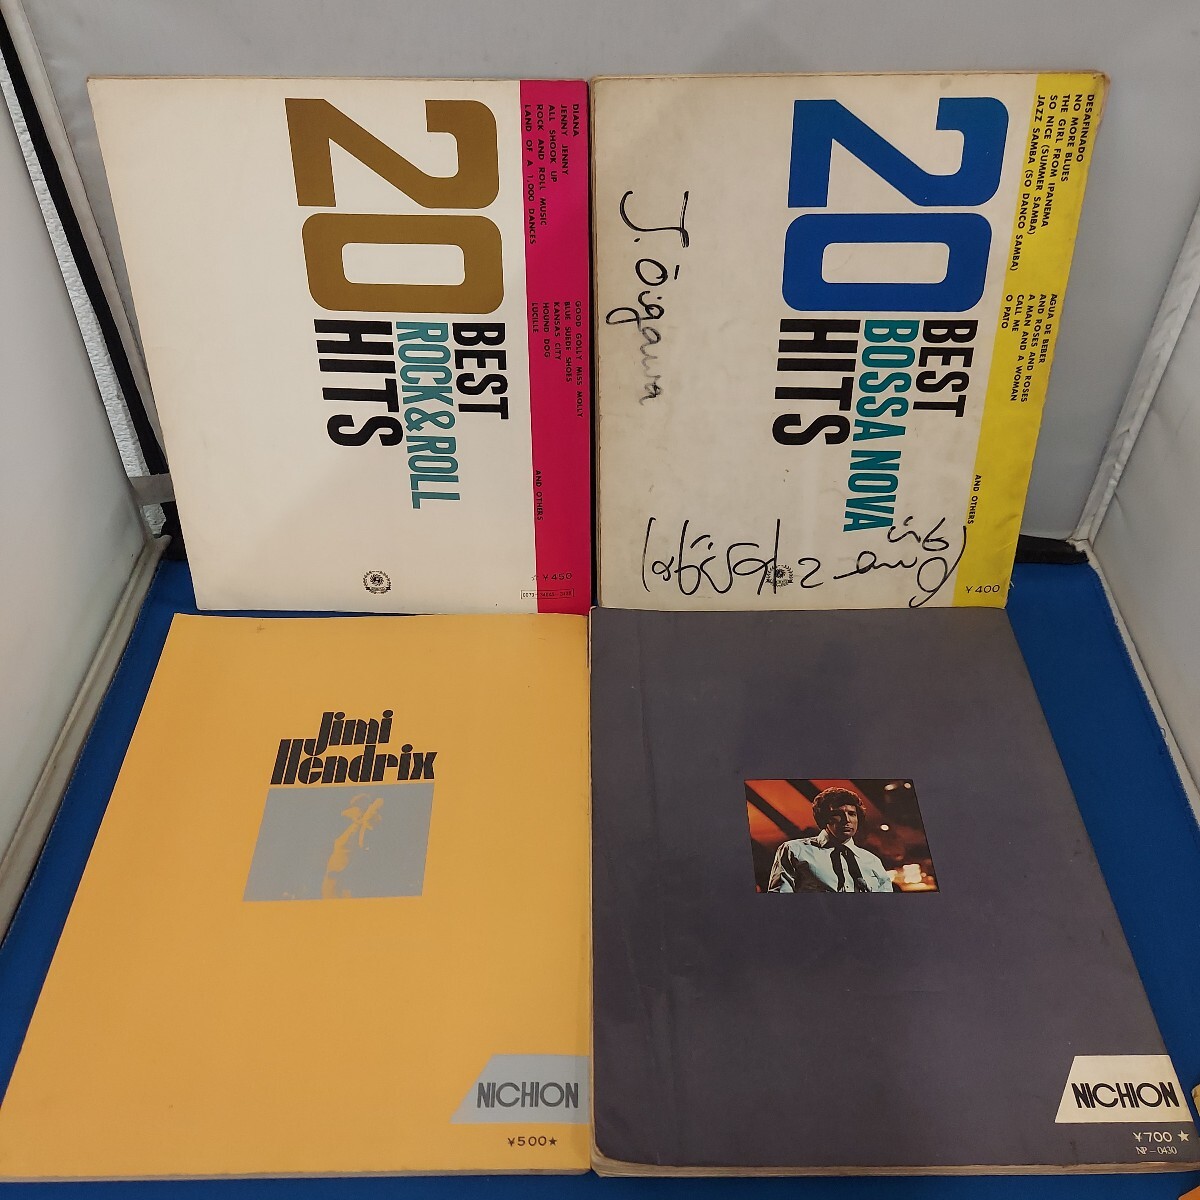 DIANA
JENNY JENNY
ALL SHOOK UP
ROCK AND ROLL MUSIC
LAND OF A 1,000 DANCES
GOOD GOLLY MISS MOLLY
BLUE SUEDE SHOES
KANSAS CITY
HOUND DOG
LUCILLE
AND OTHERS
20
BEST
ROCK&ROLL
HITS
☆ ¥450
DESAFINADO
NO MORE BLUES
THE GIRL FROM IPANEMA
SO NICE (SUMMER SAMBA)
JAZZ SAMBA (SO DANCO SAMBA)
AGUA DE BEBER
AND ROSES AND ROSES
A MAN AND A WOMAN
CALL ME
O PATO
AND OTHERS
20
BEST
BOSSA NOVA
HITS
J. Ōigawa
¥400
Jimi
Hendrix
NICHION
¥500★
NICHION
¥700 ★
NP-0430